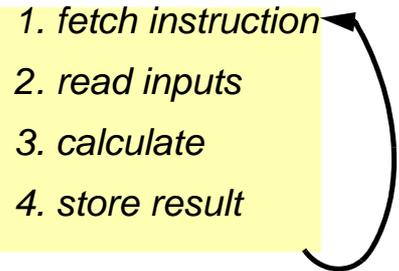 1. fetch instruction
2. read inputs
3. calculate
4. store result